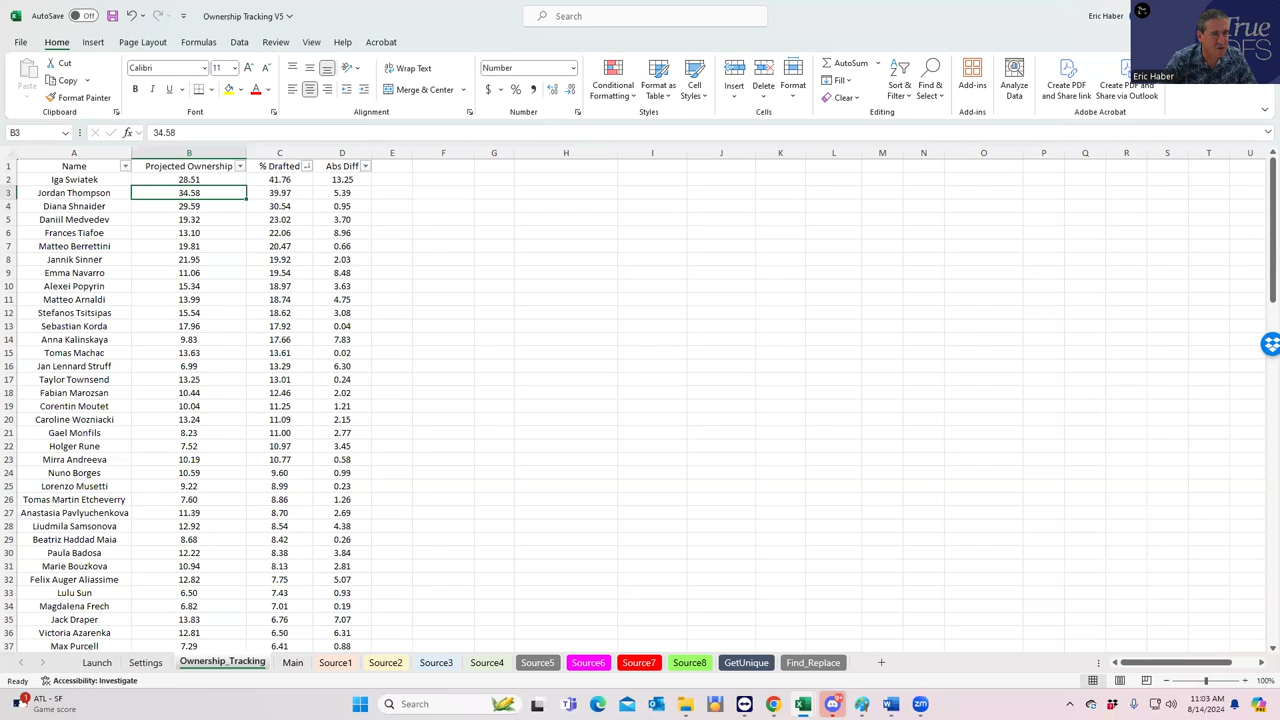 AutoSave Off Ownership Tracking V5 Search Eric Haber
File Home Insert Page Layout Formulas Data Review View Help Acrobat
Paste Cut Copy Format Painter Clipboard
Calibri 11 B I U A Font
Wrap Text Merge & Center Alignment
Number $ % Number
Conditional Formatting Format as Table Cell Styles Styles
Insert Delete Format Cells
AutoSum Fill Clear Sort & Filter Find & Select Editing
Add-ins Add-ins
Analyze Data
Create PDF and Share link Create PDF and Share via Outlook Adobe Acrobat
True
DFS
Eric Haber
B3 fx 34.58
A B C D E F G H I J K L M N O P Q R S T U
1 Name Projected Ownership % Drafted Abs Diff
2 Iga Swiatek 28.51 41.76 13.25
3 Jordan Thompson 34.58 39.97 5.39
4 Diana Shnaider 29.59 30.54 0.95
5 Daniil Medvedev 19.32 23.02 3.70
6 Frances Tiafoe 13.10 22.06 8.96
7 Matteo Berrettini 19.81 20.47 0.66
8 Jannik Sinner 21.95 19.92 2.03
9 Emma Navarro 11.06 19.54 8.48
10 Alexei Popyrin 15.34 18.97 3.63
11 Matteo Arnaldi 13.99 18.74 4.75
12 Stefanos Tsitsipas 15.54 18.62 3.08
13 Sebastian Korda 17.96 17.92 0.04
14 Anna Kalinskaya 9.83 17.66 7.83
15 Tomas Machac 13.63 13.61 0.02
16 Jan Lennard Struff 6.99 13.29 6.30
17 Taylor Townsend 13.25 13.01 0.24
18 Fabian Marozsan 10.44 12.46 2.02
19 Corentin Moutet 10.04 11.25 1.21
20 Caroline Wozniacki 13.24 11.09 2.15
21 Gael Monfils 8.23 11.00 2.77
22 Holger Rune 7.52 10.97 3.45
23 Mirra Andreeva 10.19 10.77 0.58
24 Nuno Borges 10.59 9.60 0.99
25 Lorenzo Musetti 9.22 8.99 0.23
26 Tomas Martin Etcheverry 7.60 8.86 1.26
27 Anastasia Pavlyuchenkova 11.39 8.70 2.69
28 Liudmila Samsonova 12.92 8.54 4.38
29 Beatriz Haddad Maia 8.68 8.42 0.26
30 Paula Badosa 12.22 8.38 3.84
31 Marie Bouzkova 10.94 8.13 2.81
32 Felix Auger Aliassime 12.82 7.75 5.07
33 Lulu Sun 6.50 7.43 0.93
34 Magdalena Frech 6.82 7.01 0.19
35 Jack Draper 13.83 6.76 7.07
36 Victoria Azarenka 12.81 6.50 6.31
37 Max Purcell 7.29 6.41 0.88
Launch Settings Ownership_Tracking Main Source1 Source2 Source3 Source4 Source5 Source6 Source7 Source8 GetUnique Find_Replace
Ready Accessibility: Investigate 100%
ATL - SF
Game score
Search
11:03 AM
8/14/2024